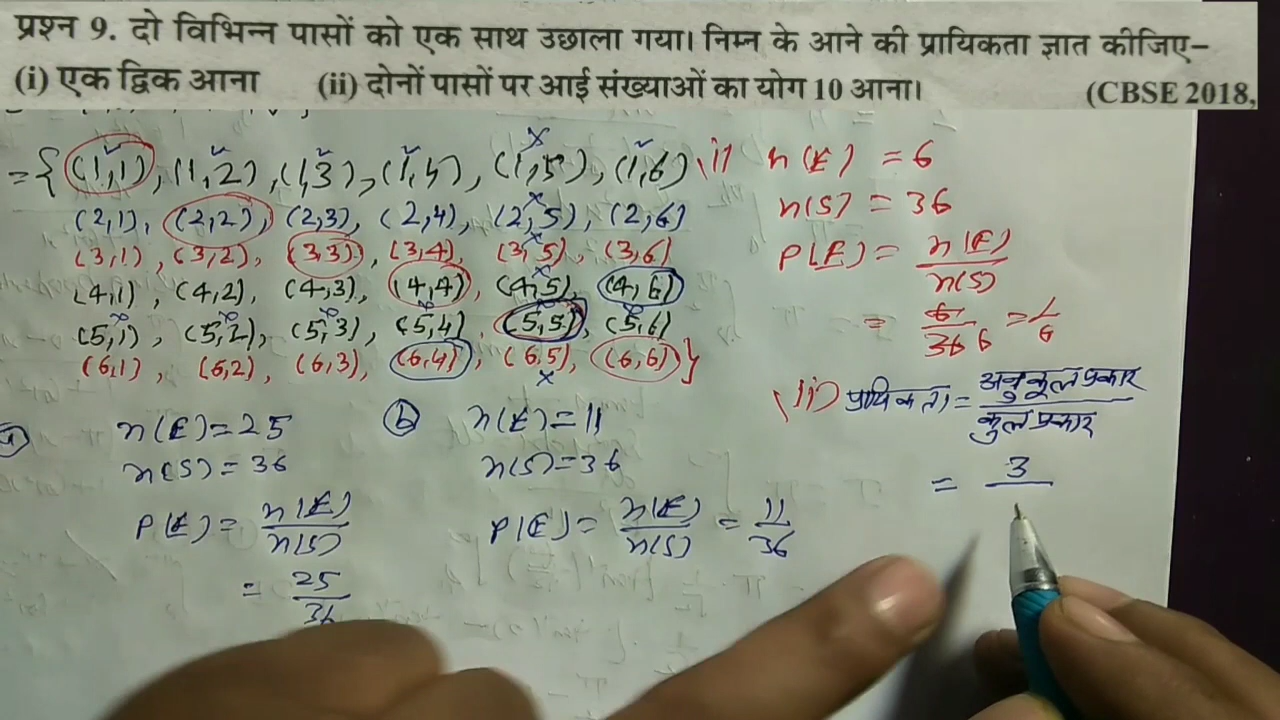 प्रश्न 9. दो विभिन्न पासों को एक साथ उछाला गया। निम्न के आने की प्रायिकता ज्ञात कीजिए–
(i) एक द्विक आना (ii) दोनों पासों पर आई संख्याओं का योग 10 आना। (CBSE 2018,
={(1,1), (1,2), (1,3), (1,4), (1,5), (1,6)
(2,1), (2,2), (2,3), (2,4), (2,5), (2,6)
(3,1), (3,2), (3,3), (3,4), (3,5), (3,6)
(4,1), (4,2), (4,3), (4,4), (4,5), (4,6)
(5,1), (5,2), (5,3), (5,4), (5,5), (5,6)
(6,1), (6,2), (6,3), (6,4), (6,5), (6,6)}
(i) n(E) = 6
n(S) = 36
P(E) = n(E)/n(S)
= 6/36 6 = 1/6
(ii) प्रयिकता = अनुकूल प्रकार/कुल प्रकार
= 3
n(E) = 25
n(S) = 36
P(E) = n(E)/n(S)
= 25/36
(b) n(E) = 11
n(S) = 36
P(E) = n(E)/n(S) = 11/36